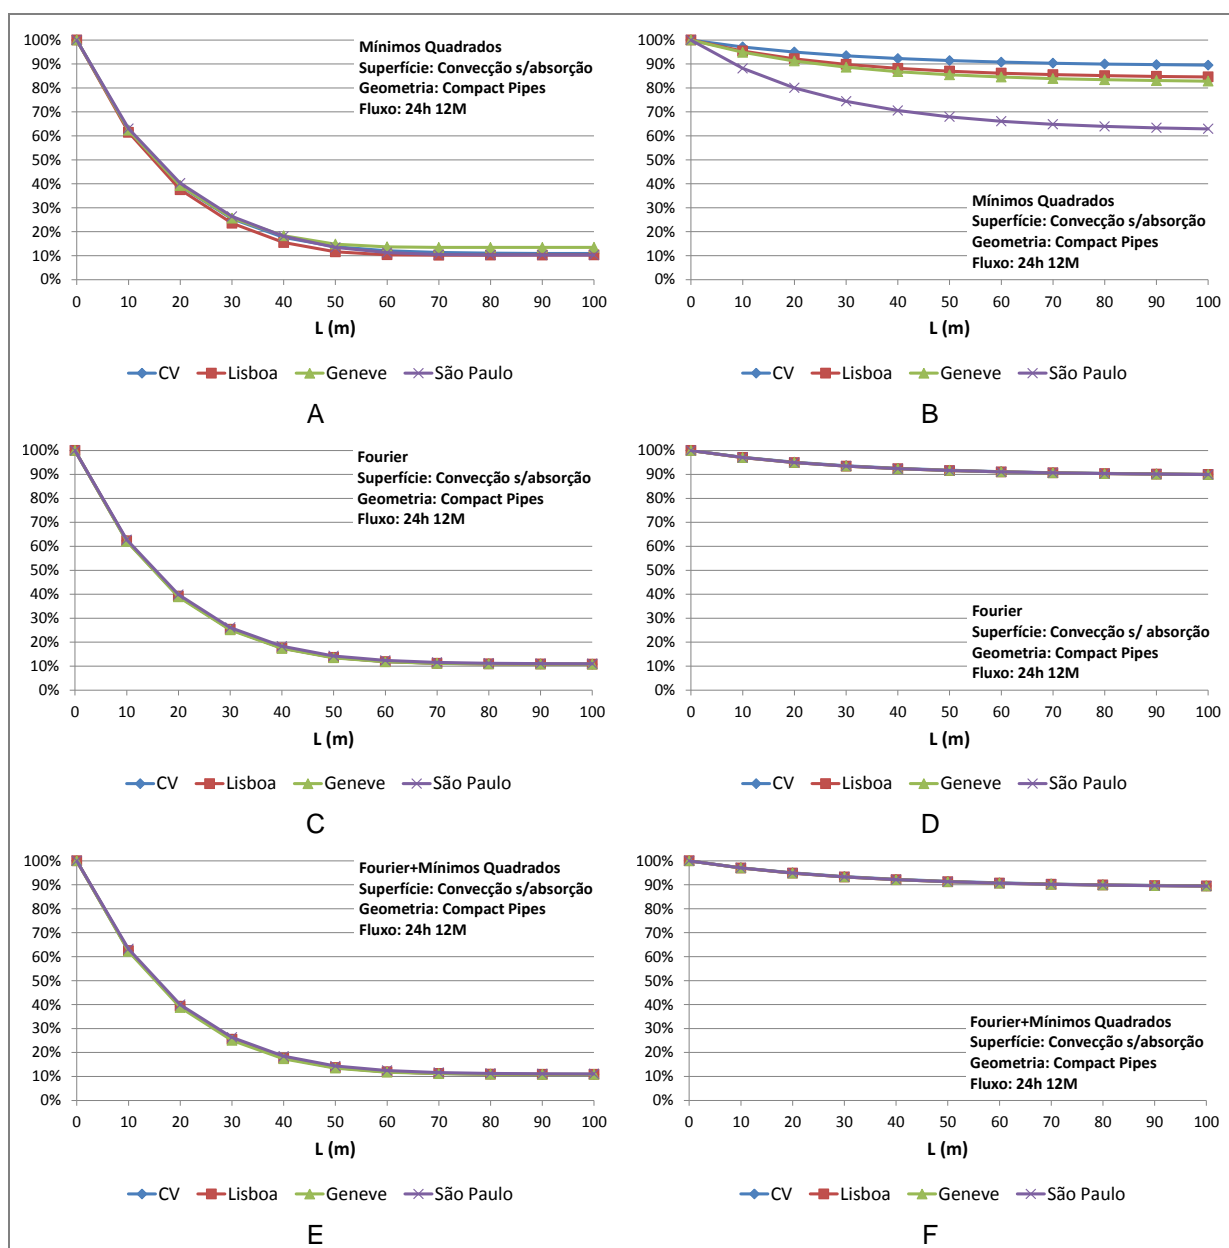 100%
90%
80%
70%
60%
50%
40%
30%
20%
10%
0%
Mínimos Quadrados
Superfície: Convecção s/absorção
Geometria: Compact Pipes
Fluxo: 24h 12M
0 10 20 30 40 50 60 70 80 90 100
L (m)
CV Lisboa Geneve São Paulo
A
100%
90%
80%
70%
60%
50%
40%
30%
20%
10%
0%
Mínimos Quadrados
Superfície: Convecção s/absorção
Geometria: Compact Pipes
Fluxo: 24h 12M
0 10 20 30 40 50 60 70 80 90 100
L (m)
CV Lisboa Geneve São Paulo
B
100%
90%
80%
70%
60%
50%
40%
30%
20%
10%
0%
Fourier
Superfície: Convecção s/absorção
Geometria: Compact Pipes
Fluxo: 24h 12M
0 10 20 30 40 50 60 70 80 90 100
L (m)
CV Lisboa Geneve São Paulo
C
100%
90%
80%
70%
60%
50%
40%
30%
20%
10%
0%
Fourier
Superfície: Convecção s/ absorção
Geometria: Compact Pipes
Fluxo: 24h 12M
0 10 20 30 40 50 60 70 80 90 100
L (m)
CV Lisboa Geneve São Paulo
D
100%
90%
80%
70%
60%
50%
40%
30%
20%
10%
0%
Fourier+Mínimos Quadrados
Superfície: Convecção s/absorção
Geometria: Compact Pipes
Fluxo: 24h 12M
0 10 20 30 40 50 60 70 80 90 100
L (m)
CV Lisboa Geneve São Paulo
E
100%
90%
80%
70%
60%
50%
40%
30%
20%
10%
0%
Fourier+Mínimos Quadrados
Superfície: Convecção s/absorção
Geometria: Compact Pipes
Fluxo: 24h 12M
0 10 20 30 40 50 60 70 80 90 100
L (m)
CV Lisboa Geneve São Paulo
F